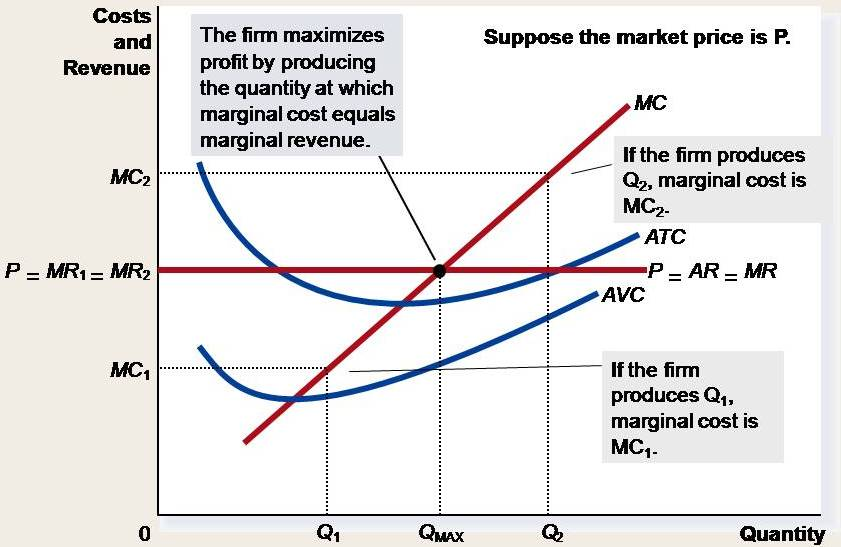 Costs
and
Revenue
The firm maximizes
profit by producing
the quantity at which
marginal cost equals
marginal revenue.
Suppose the market price is P.
MC
If the firm produces
Q₂, marginal cost is
MC₂.
MC₂
ATC
P = MR₁ = MR₂
P = AR = MR
AVC
MC₁
If the firm
produces Q₁,
marginal cost is
MC₁.
0
Q₁
QMAX
Q₂
Quantity